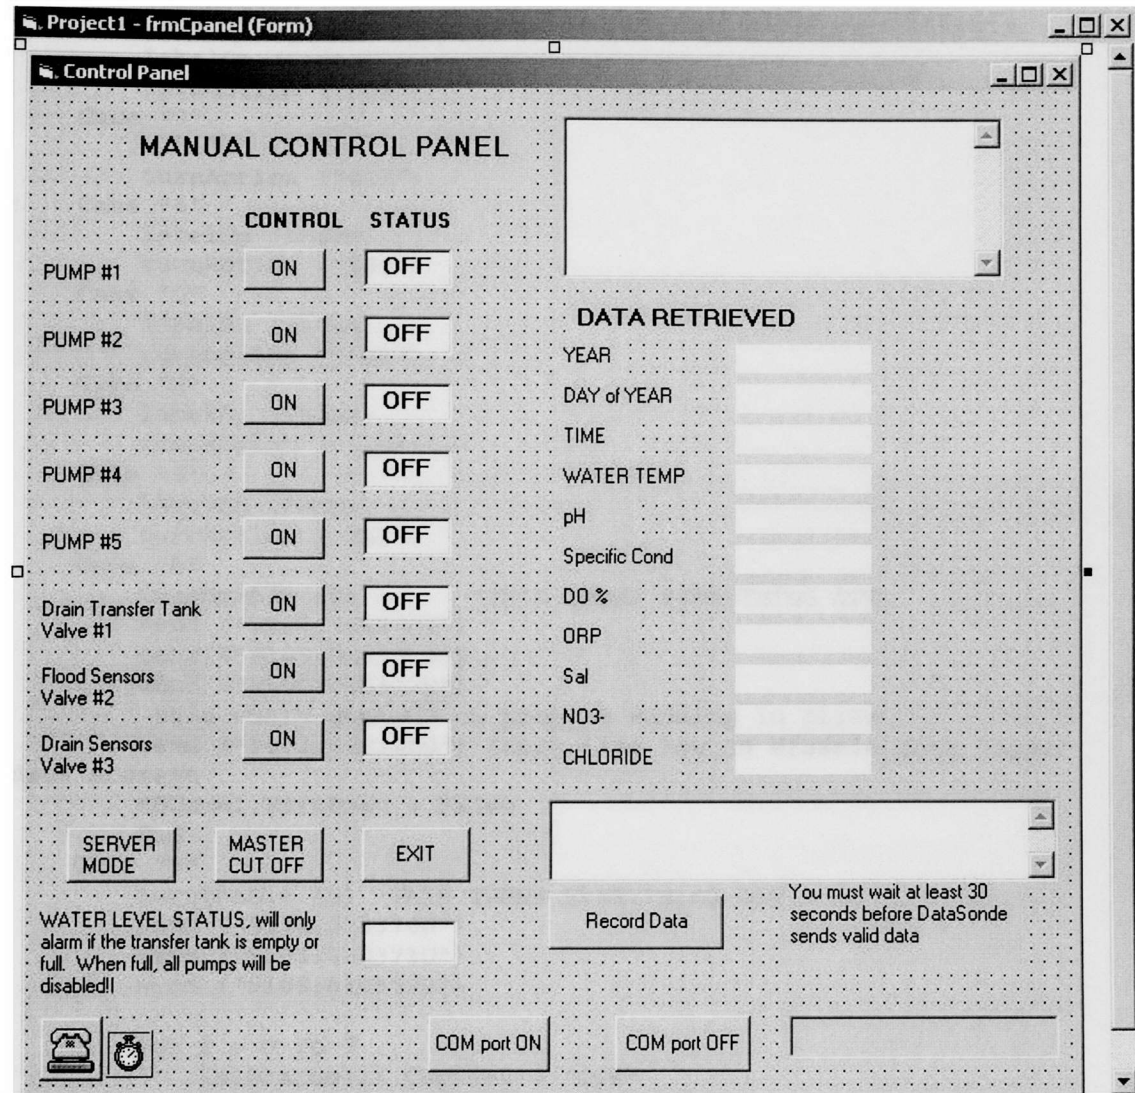 Project1 - frmCpanel (Form)
Control Panel
MANUAL CONTROL PANEL
CONTROL STATUS
PUMP #1 ON OFF
PUMP #2 ON OFF
PUMP #3 ON OFF
PUMP #4 ON OFF
PUMP #5 ON OFF
Drain Transfer Tank
Valve #1
ON OFF
Flood Sensors
Valve #2
ON OFF
Drain Sensors
Valve #3
ON OFF
SERVER
MODE
MASTER
CUT OFF
EXIT
WATER LEVEL STATUS, will only
alarm if the transfer tank is empty or
full. When full, all pumps will be
disabled!!
DATA RETRIEVED
YEAR
DAY of YEAR
TIME
WATER TEMP
pH
Specific Cond
DO %
ORP
Sal
NO3-
CHLORIDE
Record Data
You must wait at least 30
seconds before DataSonde
sends valid data
COM port ON
COM port OFF